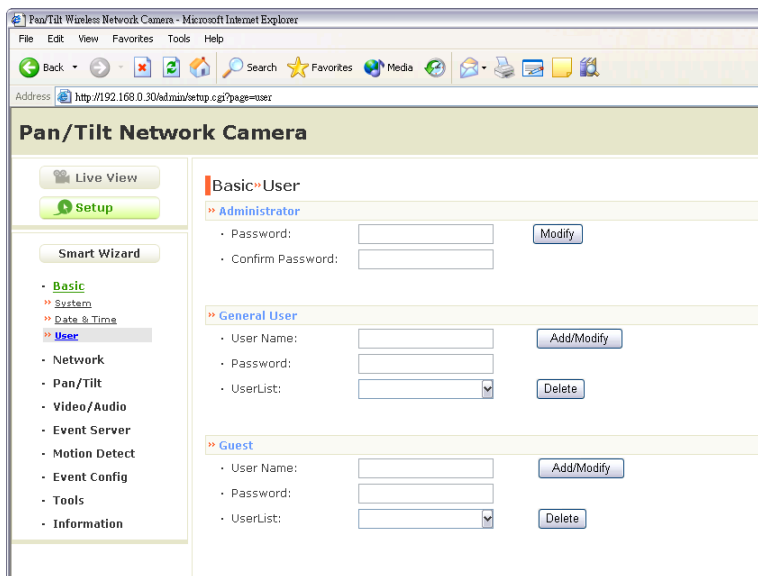 Pan/Tilt Wireless Network Camera - Microsoft Internet Explorer
File Edit View Favorites Tools Help
Back Search Favorites Media
Address http://192.168.0.30/admin/setup.cgi?page=user
Pan/Tilt Network Camera
Live View
Setup
Smart Wizard
· Basic
» System
» Date & Time
» User
· Network
· Pan/Tilt
· Video/Audio
· Event Server
· Motion Detect
· Event Config
· Tools
· Information
Basic»User
» Administrator
· Password: Modify
· Confirm Password:
» General User
· User Name: Add/Modify
· Password:
· UserList: Delete
» Guest
· User Name: Add/Modify
· Password:
· UserList: Delete